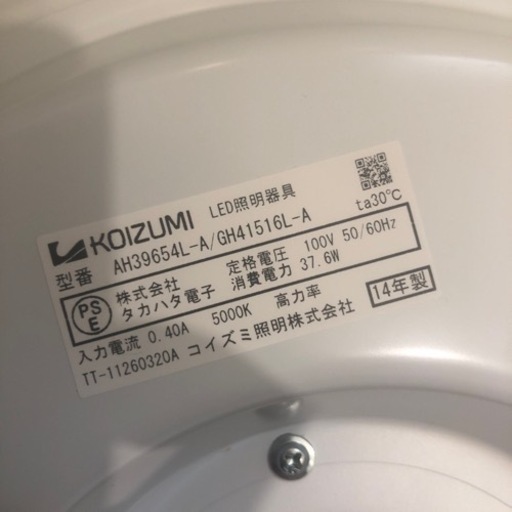 KOIZUMI LED照明器具
ta30℃
型番 AH39654L-A/GH41516L-A
PSE 株式会社 定格電圧 100V 50/60Hz
タカハタ電子 消費電力 37.6W
入力電流 0.40A 5000K 高力率 14年製
TT-11260320A コイズミ照明株式会社